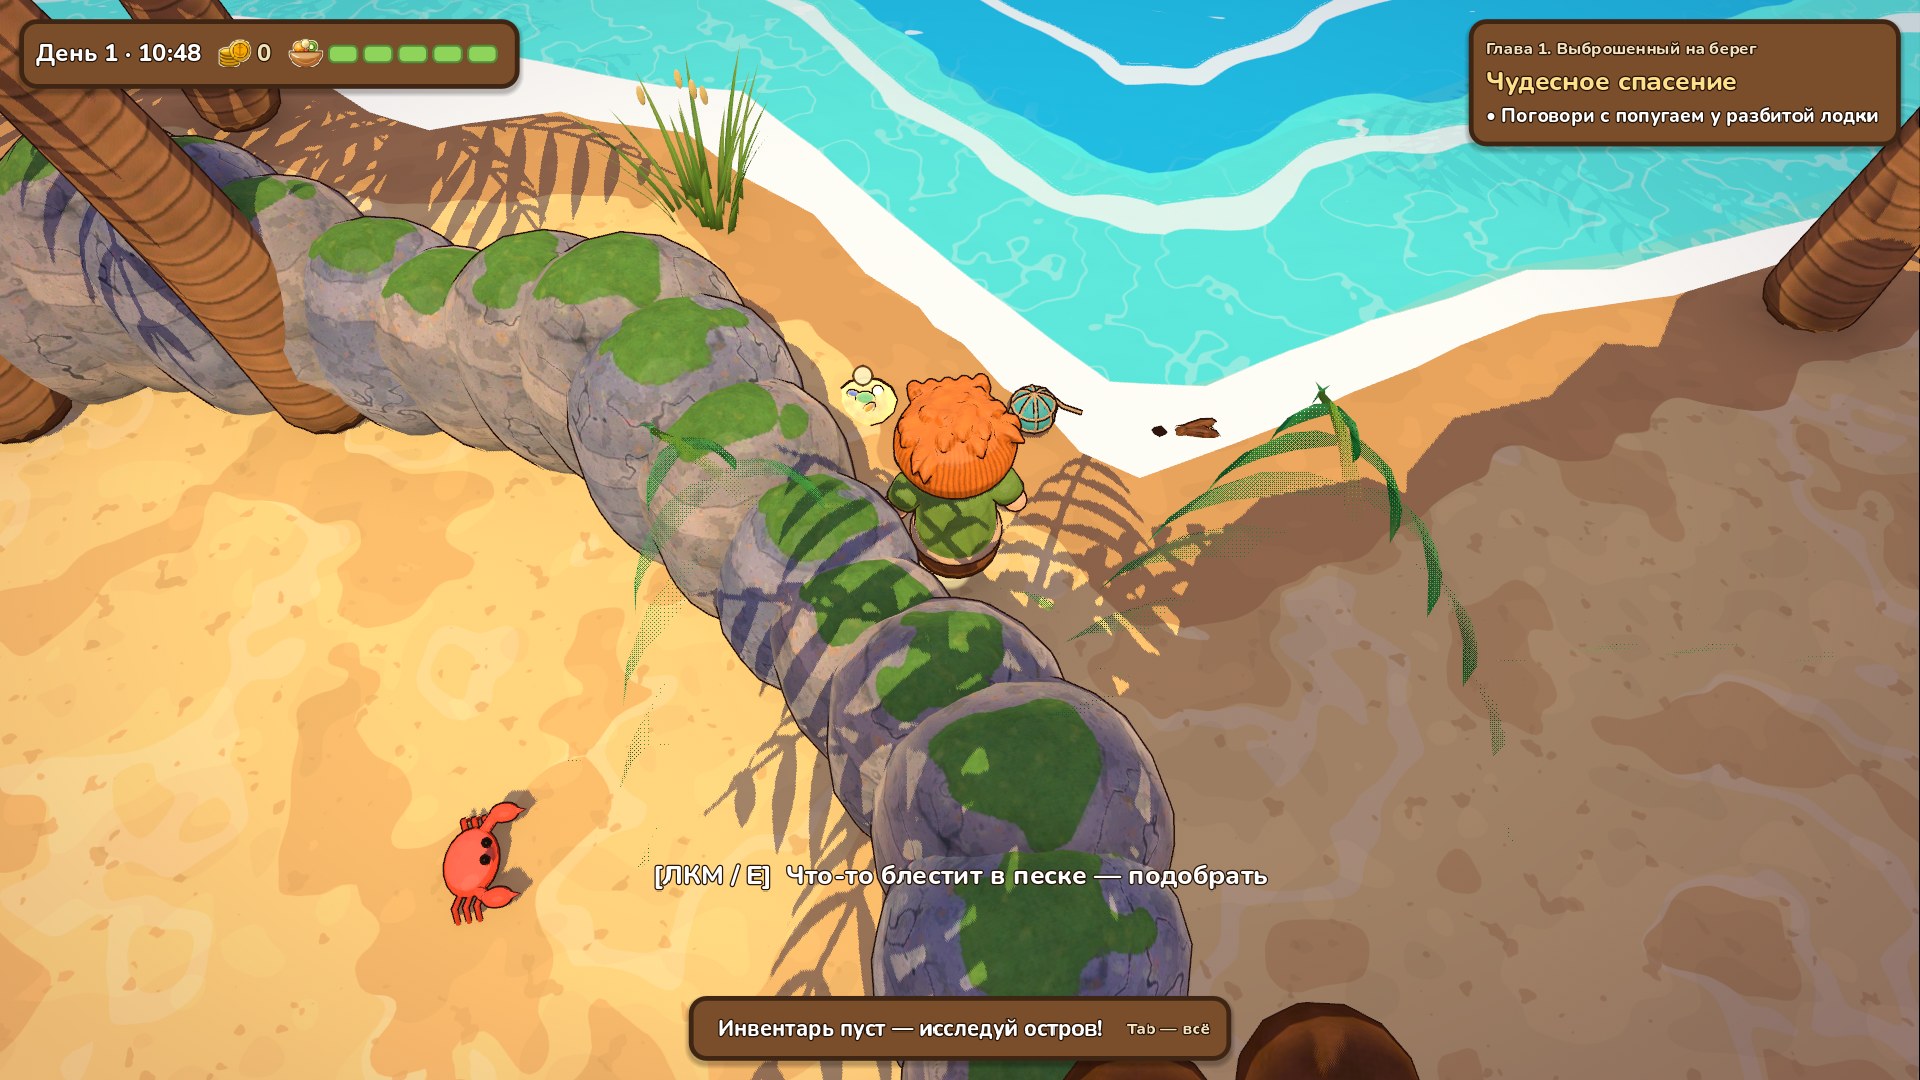 День 1 · 10:48 0
Глава 1. Выброшенный на берег
Чудесное спасение
• Поговори с попугаем у разбитой лодки
[ЛКМ / E] Что-то блестит в песке — подобрать
Инвентарь пуст — исследуй остров! Tab — всё